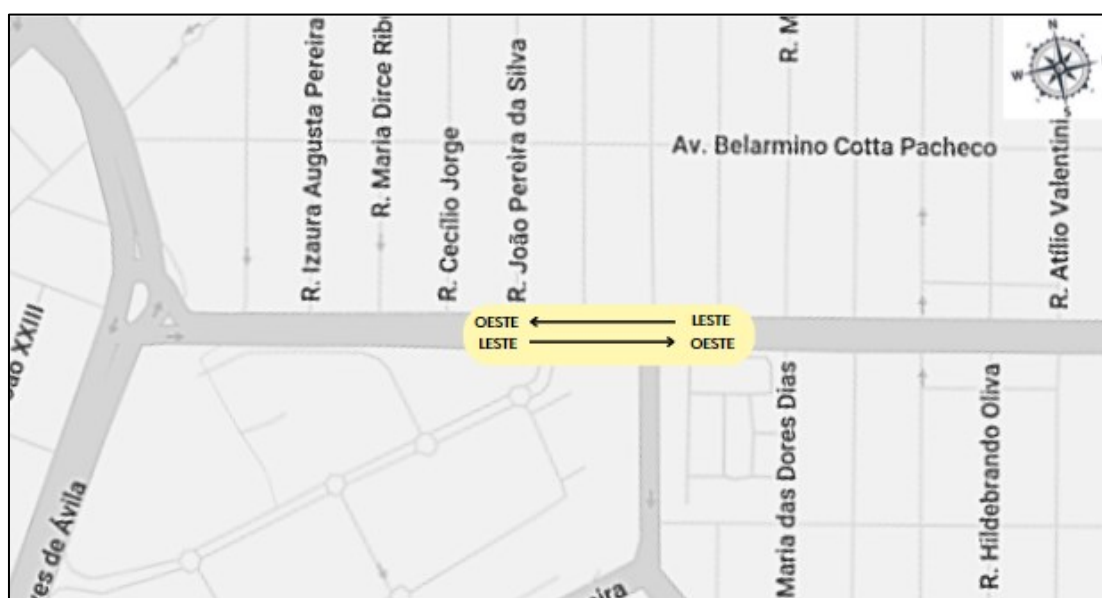 R. Izaura Augusta Pereira
R. Maria Dirce Ribe
R. Cecílio Jorge
R. João Pereira da Silva
R. M
N
W
S
Av. Belarmino Cotta Pacheco
R. Atílio Valentini
OESTE LESTE
LESTE OESTE
ão XXIII
Maria das Dores Dias
R. Hildebrando Oliva
res de Ávila
eira